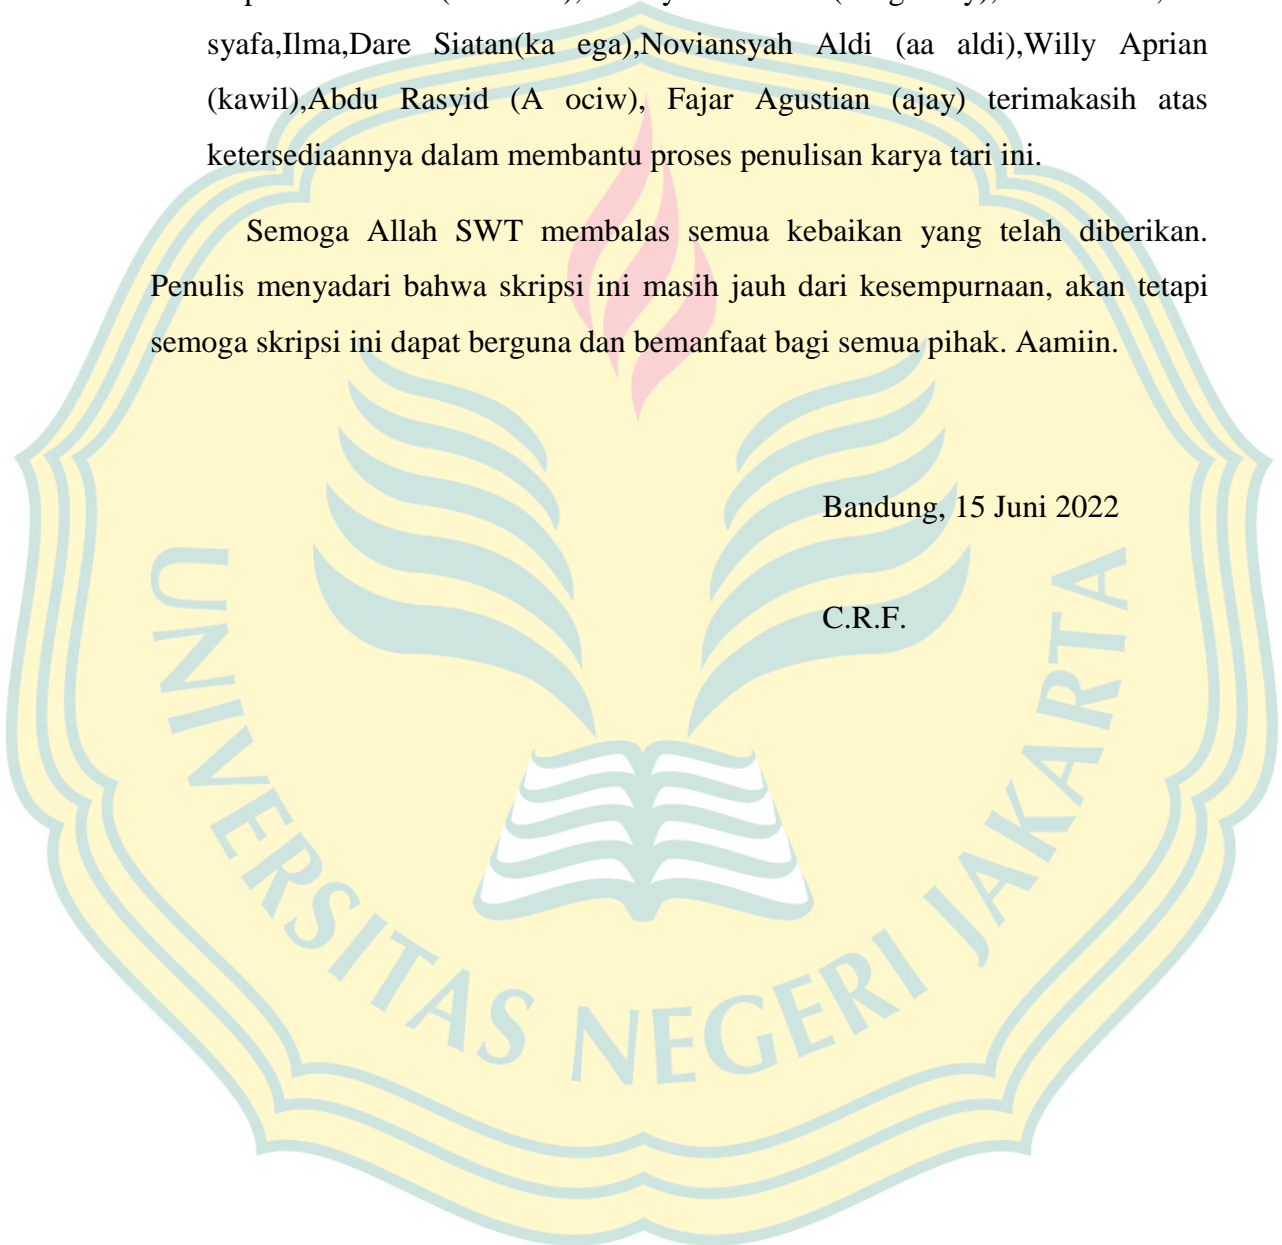 syafa,Ilma,Dare Siatan(ka ega),Noviansyah Aldi (aa aldi),Willy Aprian
(kawil),Abdu Rasyid (A ociw), Fajar Agustian (ajay) terimakasih atas
ketersediaannya dalam membantu proses penulisan karya tari ini.
Semoga Allah SWT membalas semua kebaikan yang telah diberikan.
Penulis menyadari bahwa skripsi ini masih jauh dari kesempurnaan, akan tetapi
semoga skripsi ini dapat berguna dan bemanfaat bagi semua pihak. Aamiin.
Bandung, 15 Juni 2022
C.R.F.
UNIVERSITAS NEGERI JAKARTA